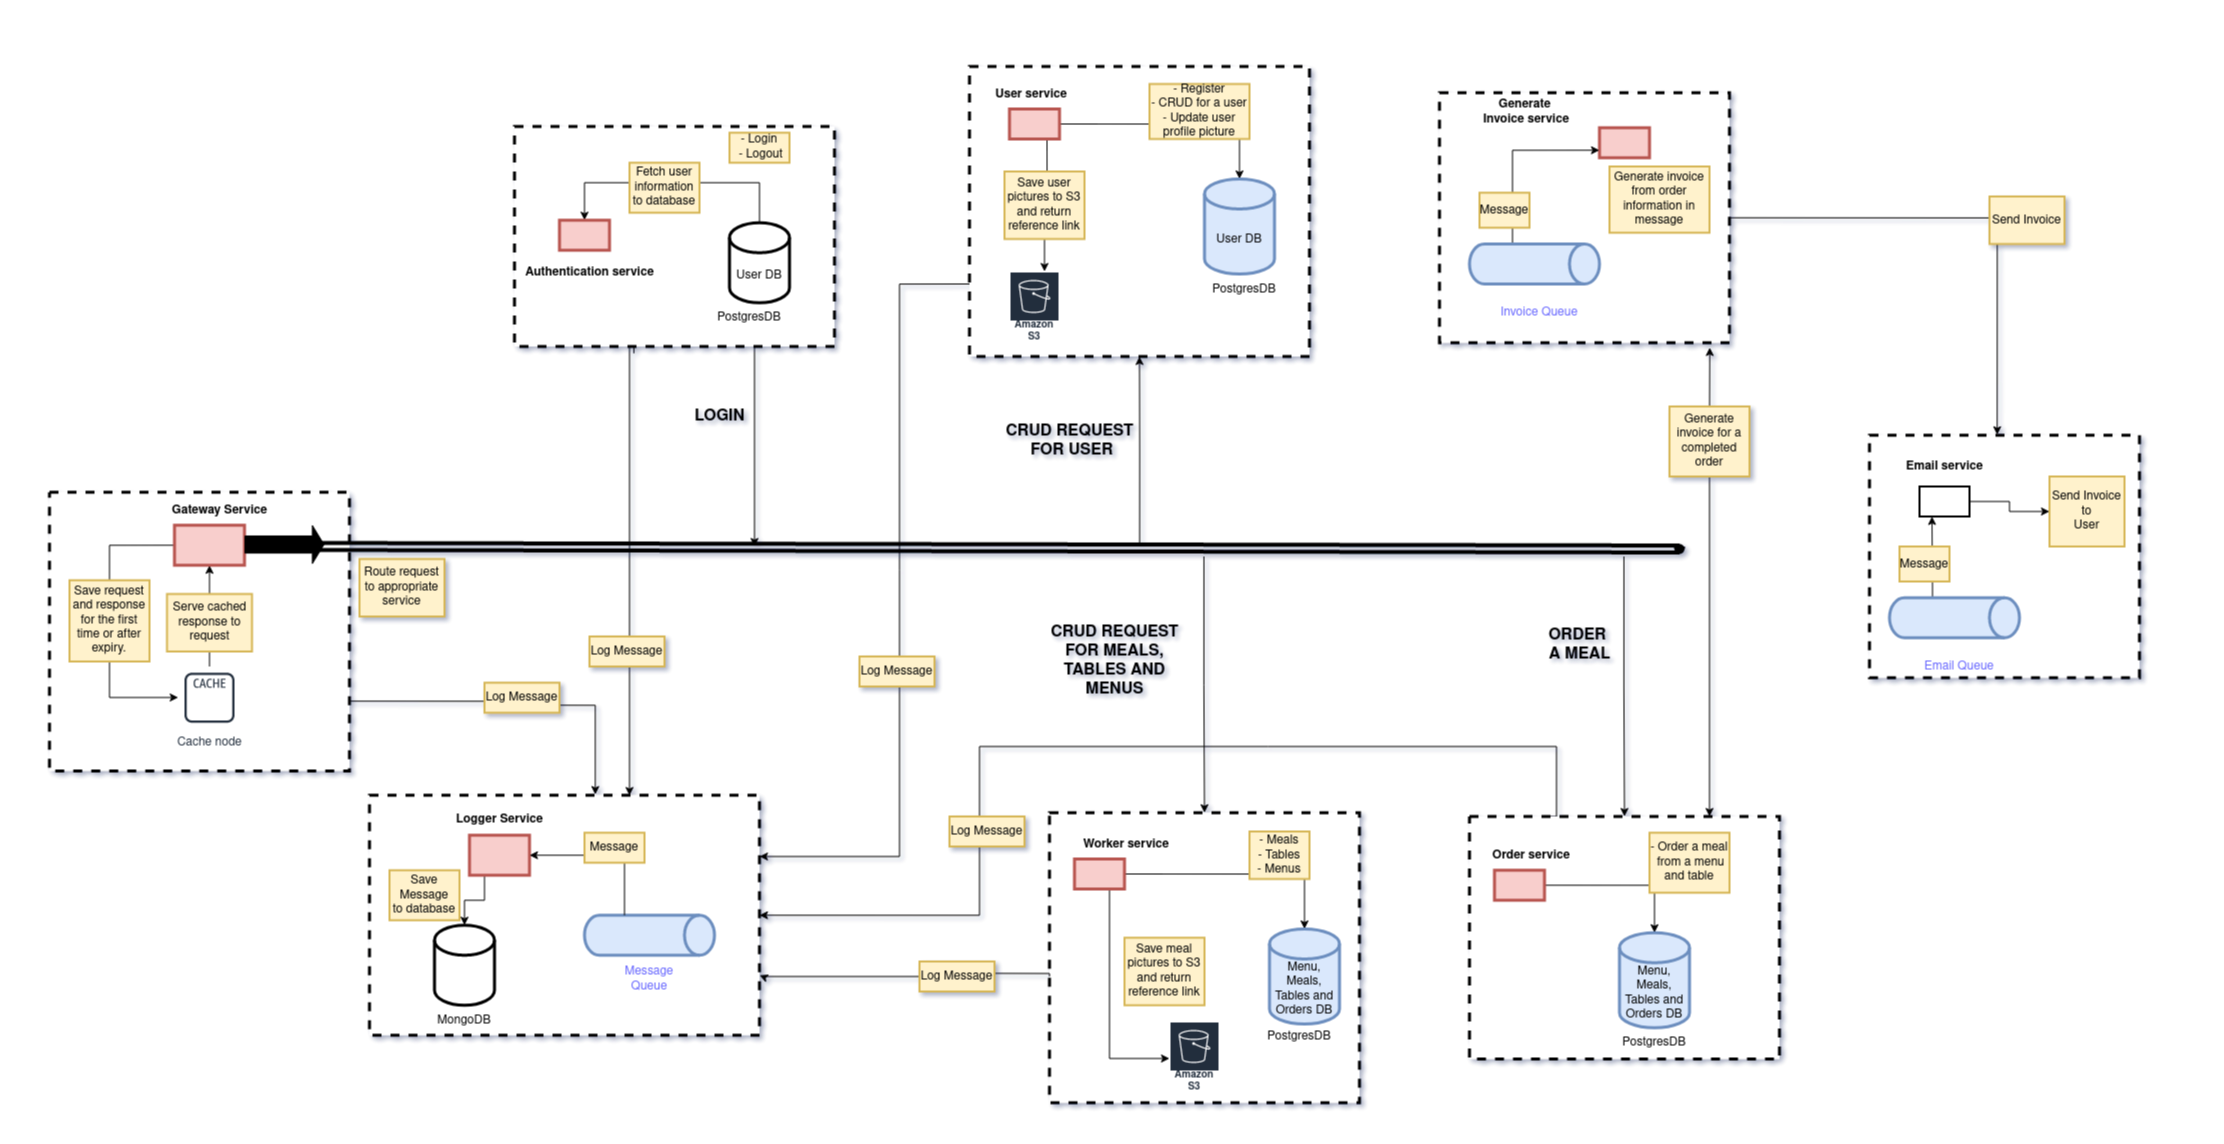 User service
- Register
- CRUD for a user
- Update user
profile picture
Save user
pictures to S3
and return
reference link
User DB
PostgresDB
Amazon
S3
Generate
Invoice service
Message
Generate invoice
from order
information in
message
Invoice Queue
Send Invoice
- Login
- Logout
Fetch user
information
to database
Authentication service
User DB
PostgresDB
LOGIN
CRUD REQUEST
FOR USER
Generate
invoice for a
completed
order
Email service
Send Invoice
to
User
Message
Email Queue
Gateway Service
Route request
to appropriate
service
Save request
and response
for the first
time or after
expiry.
Serve cached
response to
request
CACHE
Cache node
Log Message
Log Message
Log Message
CRUD REQUEST
FOR MEALS,
TABLES AND
MENUS
ORDER
A MEAL
Logger Service
Message
Save
Message
to database
MongoDB
Message
Queue
Log Message
Log Message
Worker service
- Meals
- Tables
- Menus
Save meal
pictures to S3
and return
reference link
Menu,
Meals,
Tables and
Orders DB
PostgresDB
Amazon
S3
Order service
- Order a meal
from a menu
and table
Menu,
Meals,
Tables and
Orders DB
PostgresDB